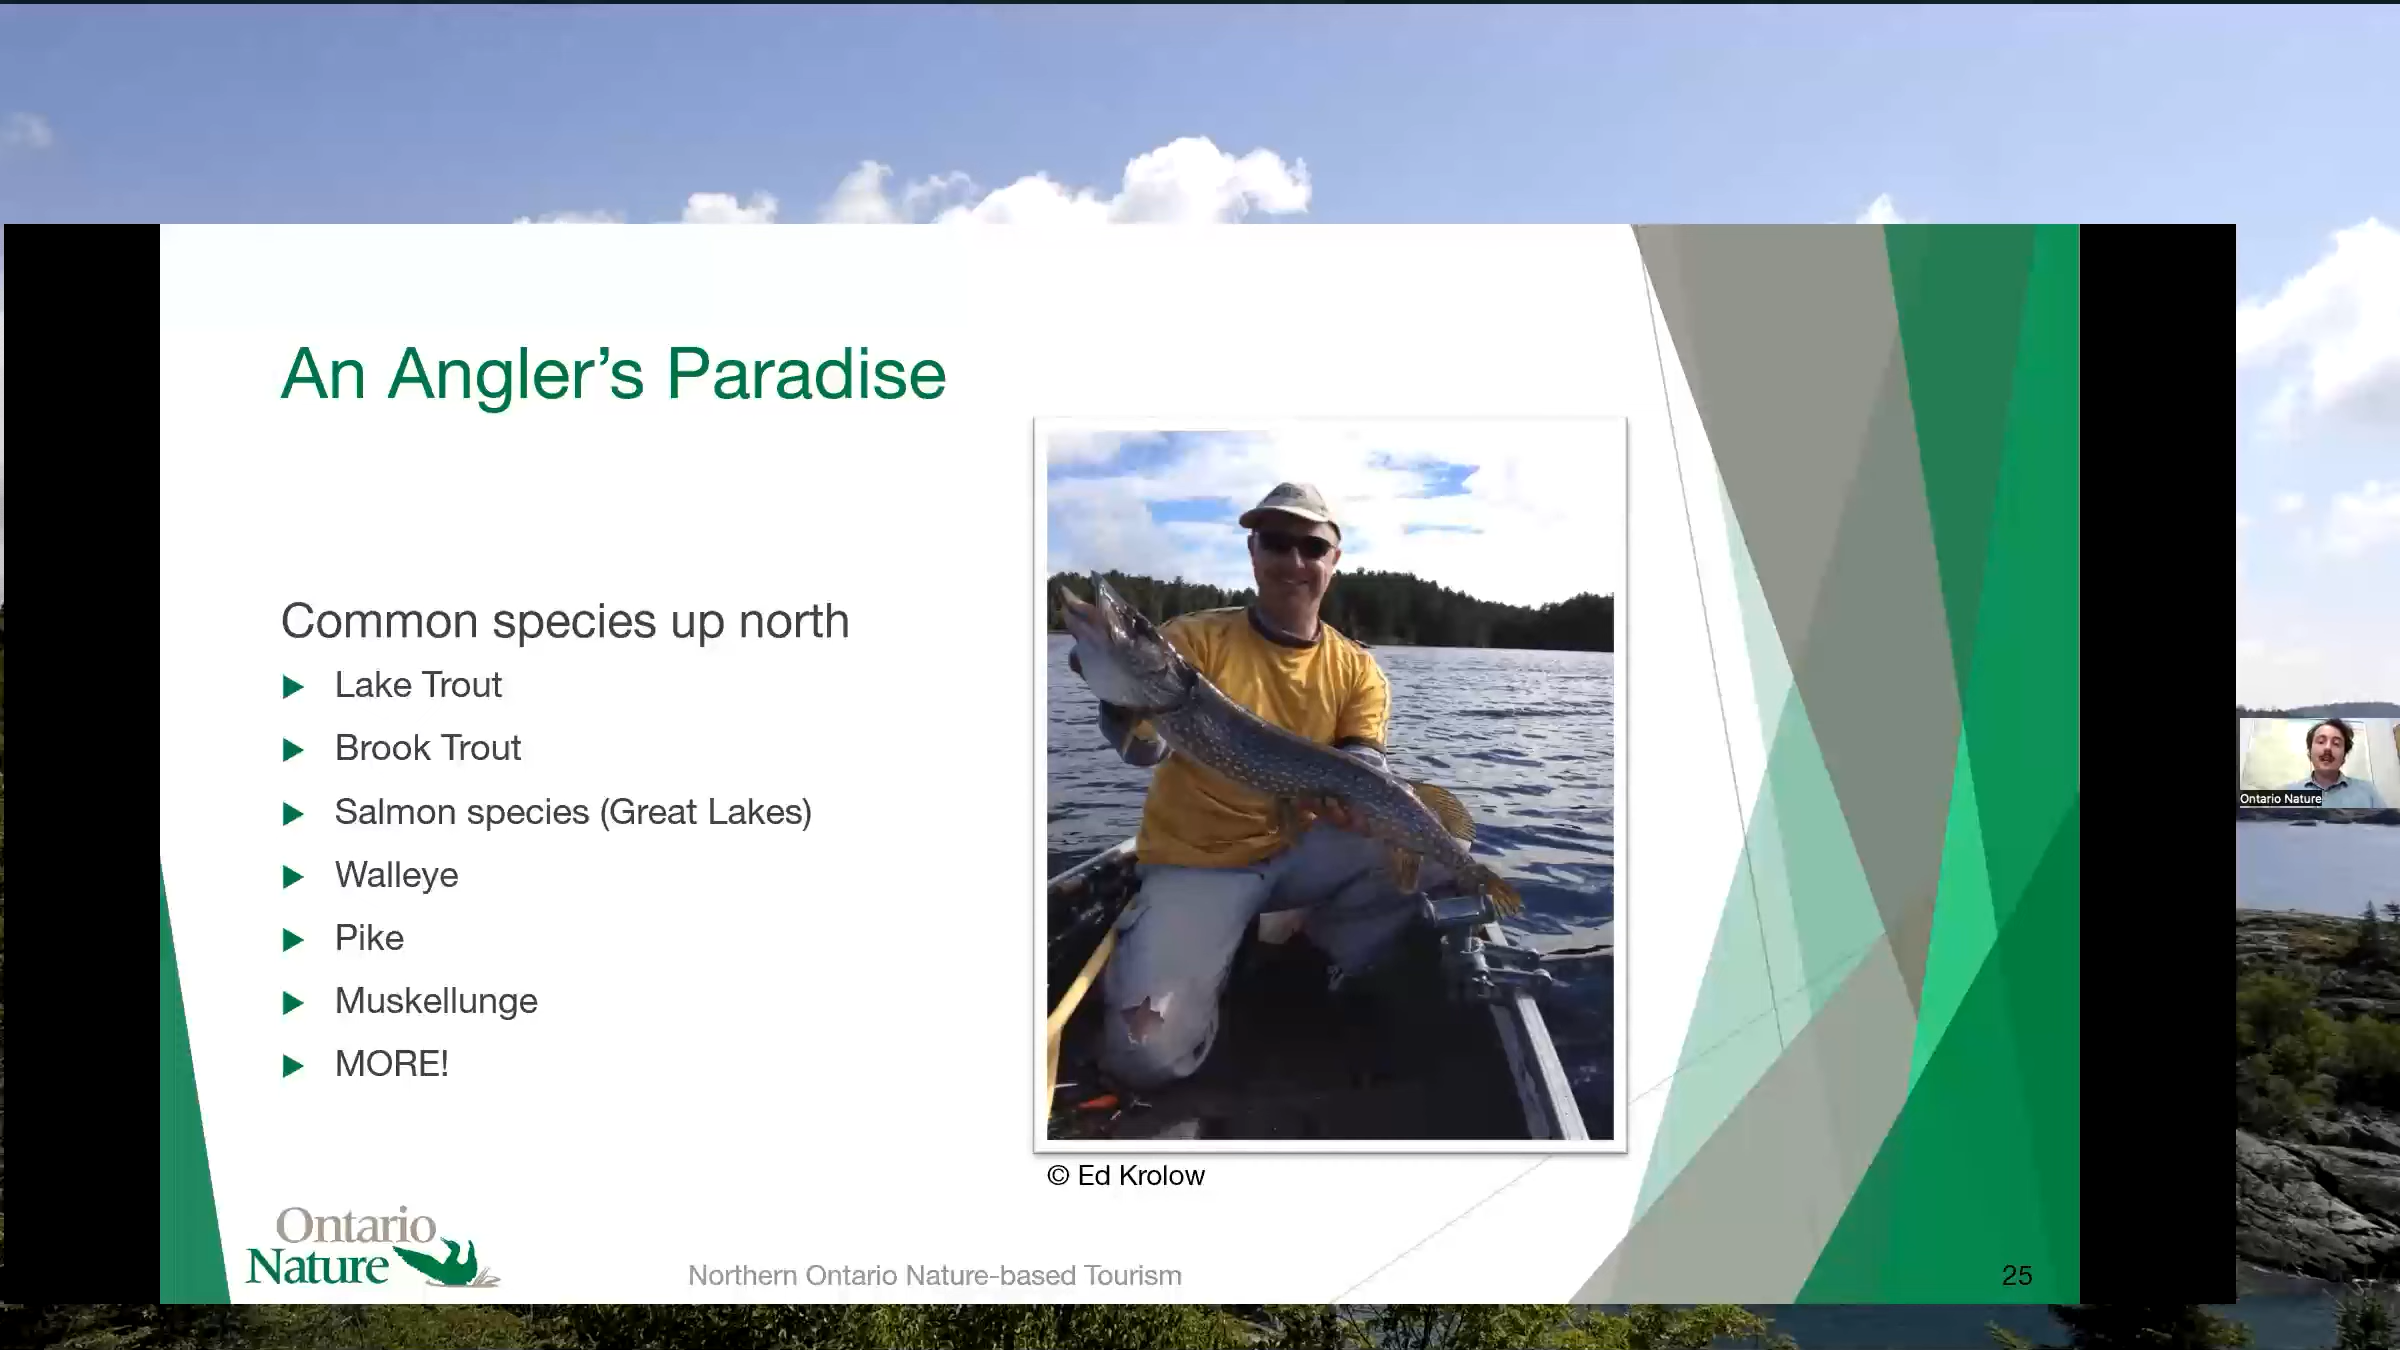 An Angler’s Paradise
Common species up north
Lake Trout
Brook Trout
Salmon species (Great Lakes)
Walleye
Pike
Muskellunge
MORE!
© Ed Krolow
Ontario
Nature
Northern Ontario Nature-based Tourism
25
Ontario Nature